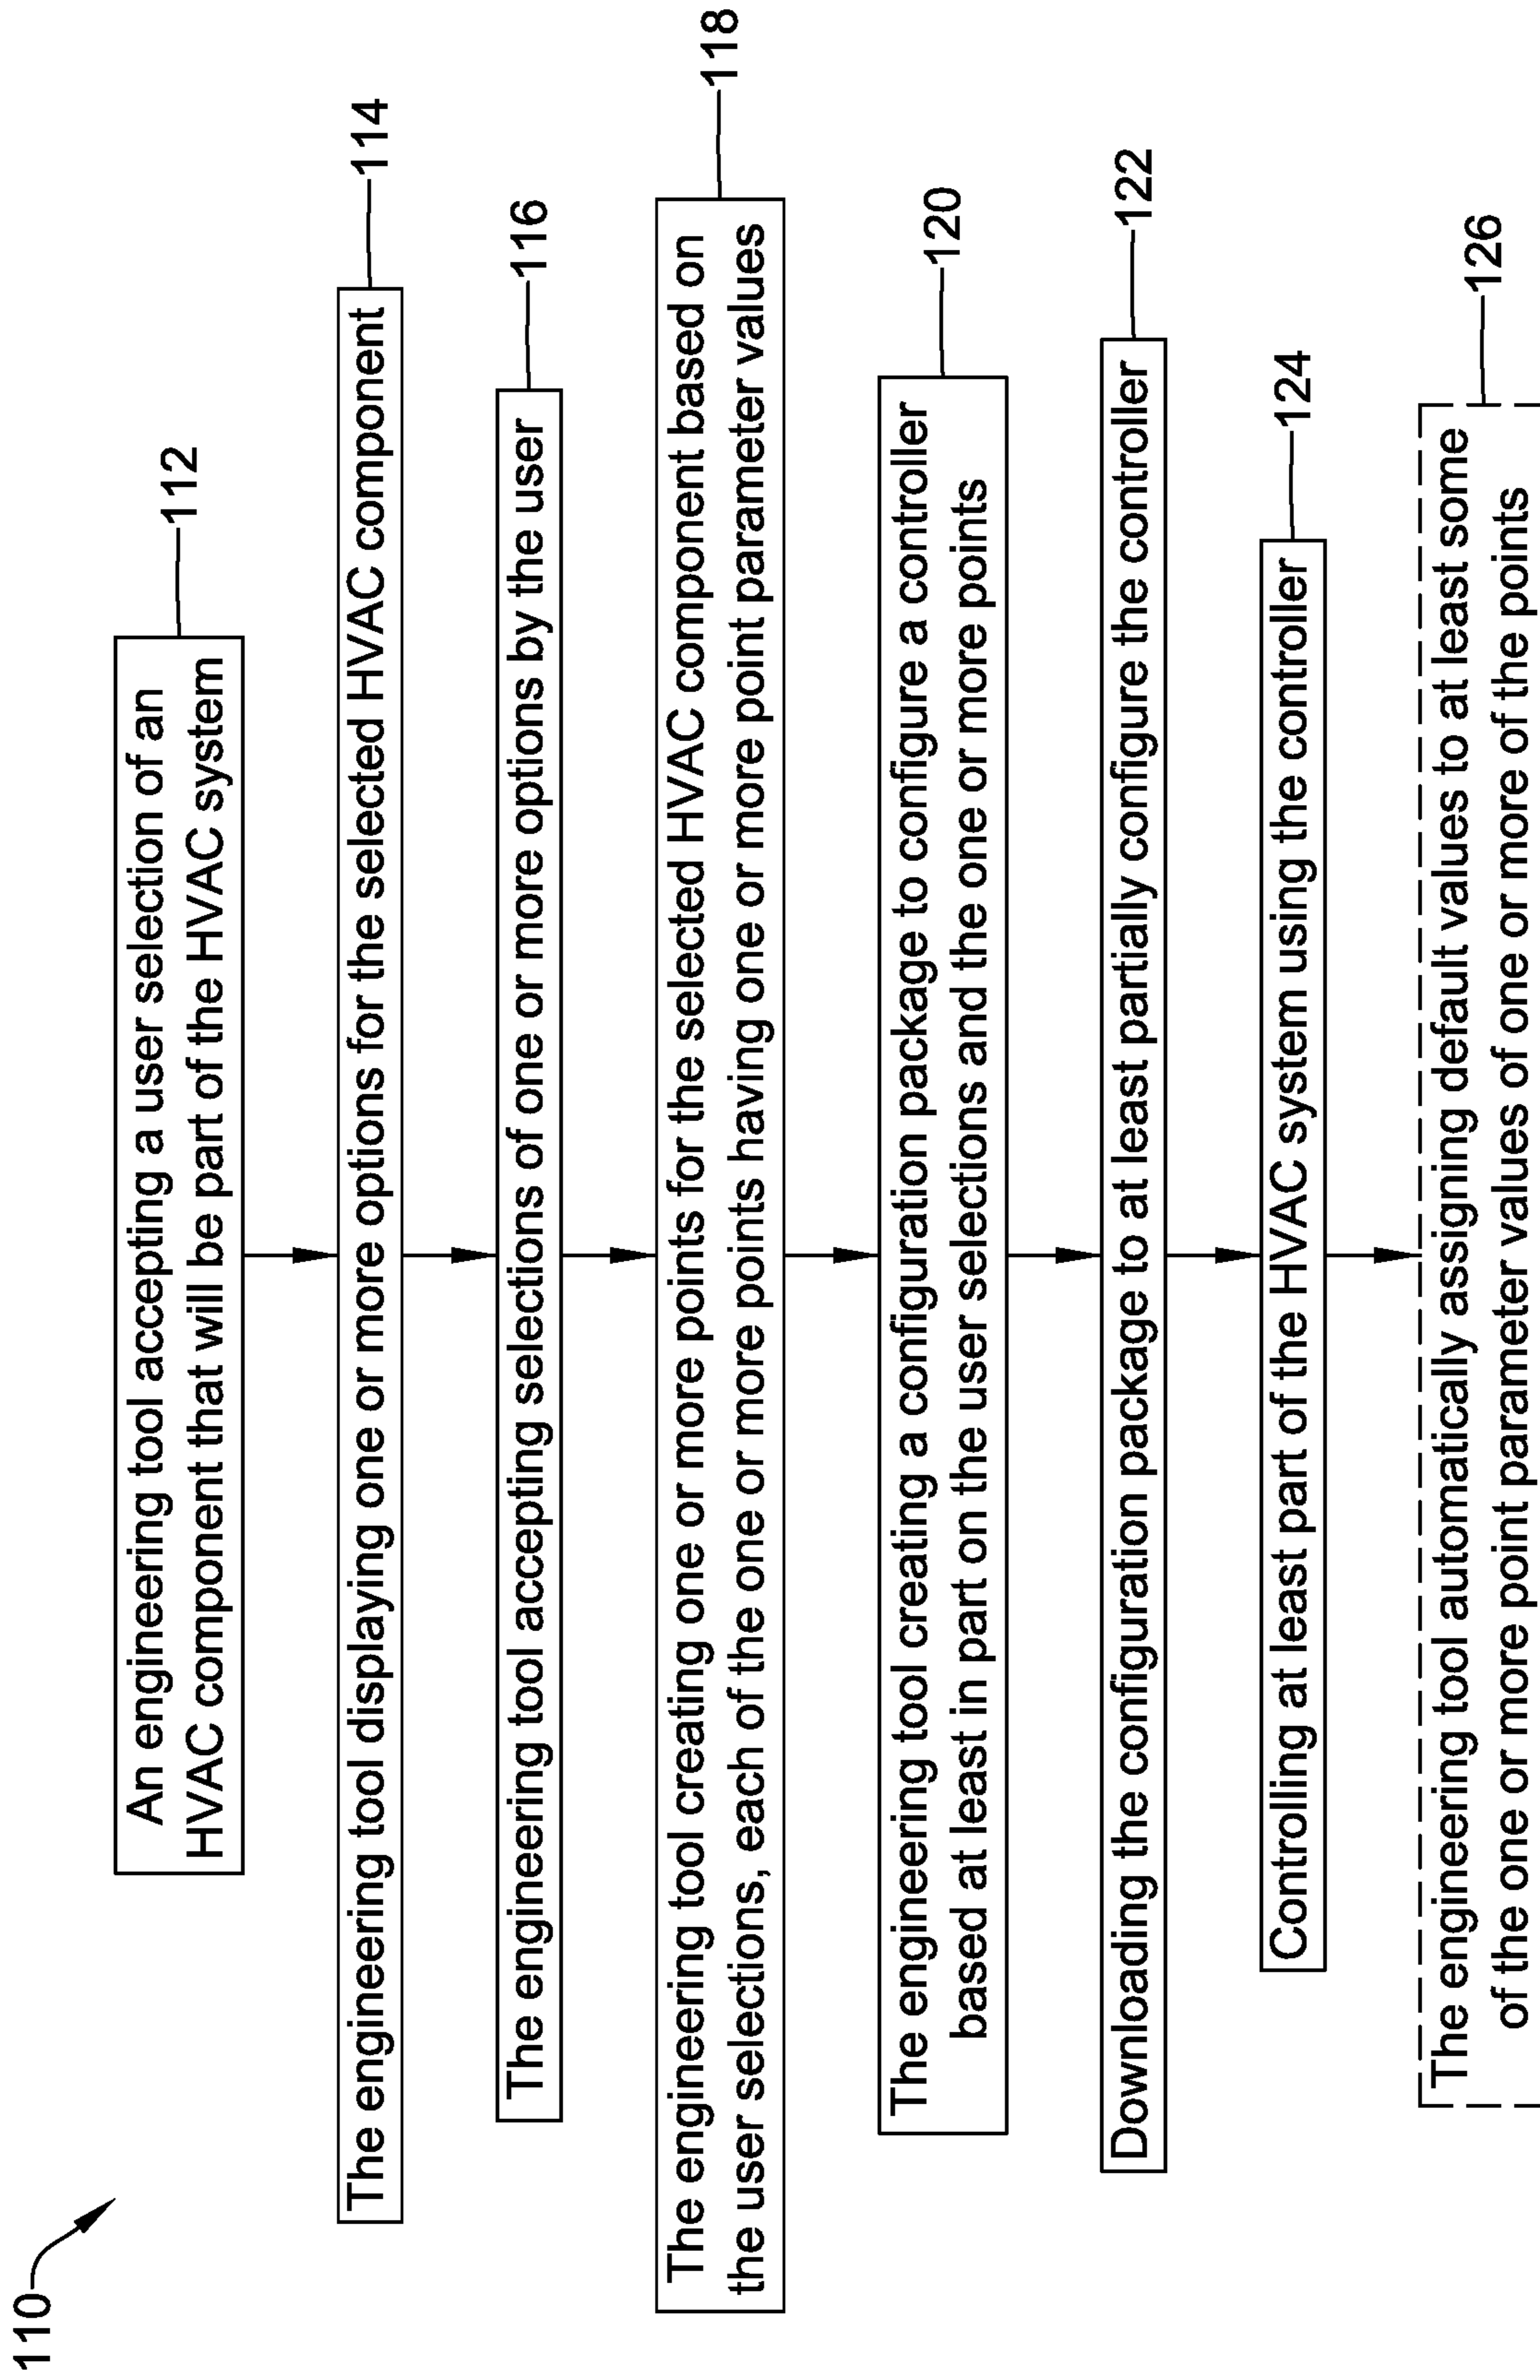 110
An engineering tool accepting a user selection of an
HVAC component that will be part of the HVAC system
112
The engineering tool displaying one or more options for the selected HVAC component
114
The engineering tool accepting selections of one or more options by the user
116
The engineering tool creating one or more points for the selected HVAC component based on
the user selections, each of the one or more points having one or more point parameter values
118
The engineering tool creating a configuration package to configure a controller
based at least in part on the user selections and the one or more points
120
Downloading the configuration package to at least partially configure the controller
122
Controlling at least part of the HVAC system using the controller
124
The engineering tool automatically assigning default values to at least some
of the one or more point parameter values of one or more of the points
126